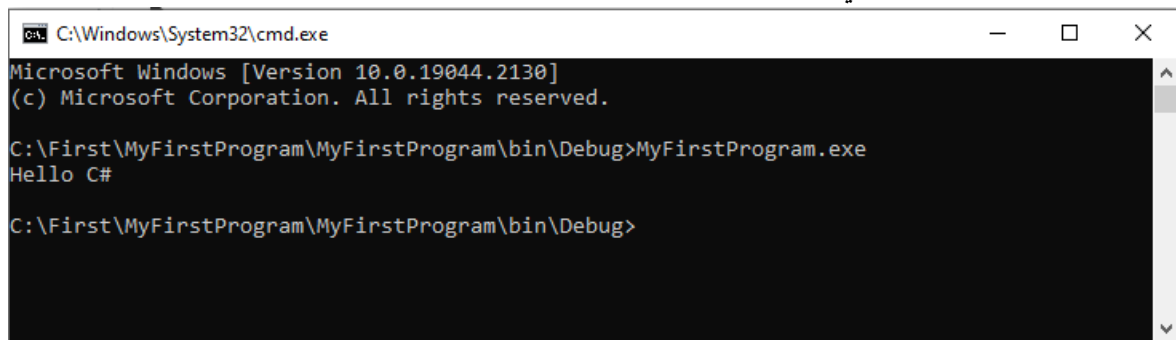 C:\Windows\System32\cmd.exe
Microsoft Windows [Version 10.0.19044.2130]
(c) Microsoft Corporation. All rights reserved.
C:\First\MyFirstProgram\MyFirstProgram\bin\Debug>MyFirstProgram.exe
Hello C#
C:\First\MyFirstProgram\MyFirstProgram\bin\Debug>